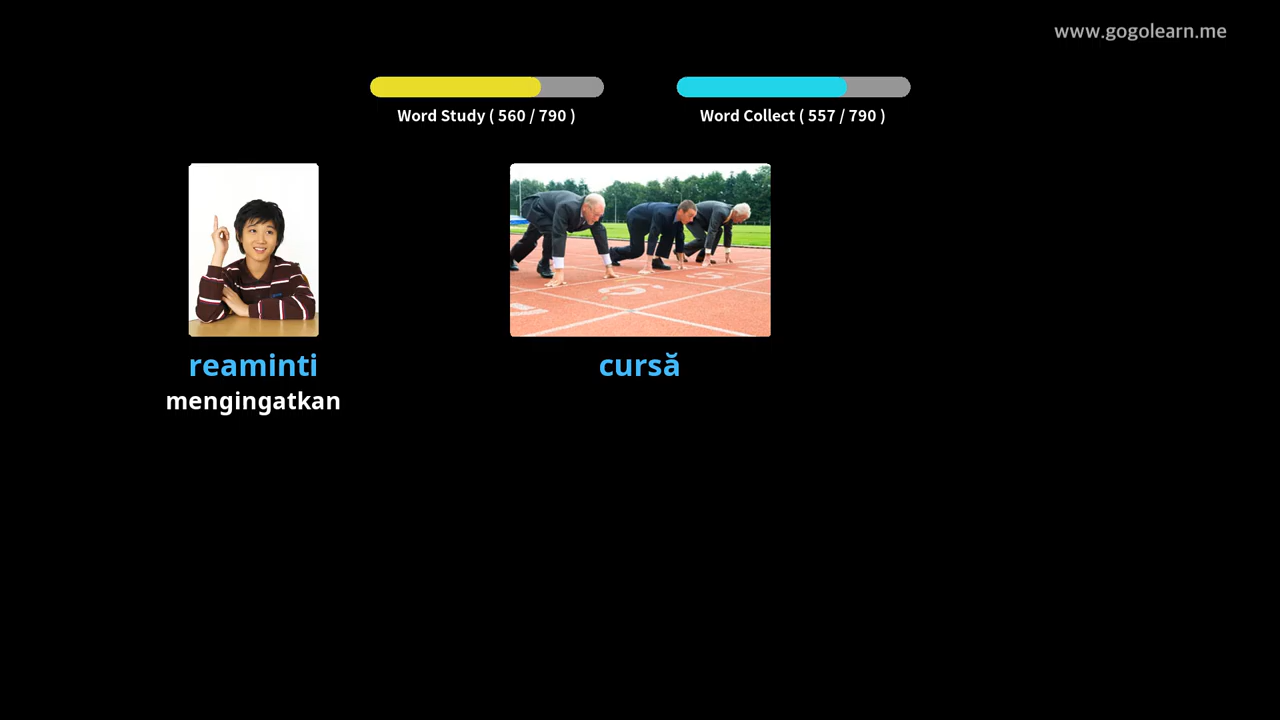 www.gogolearn.me
Word Study ( 560 / 790 )
Word Collect ( 557 / 790 )
reaminti
mengingatkan
cursă